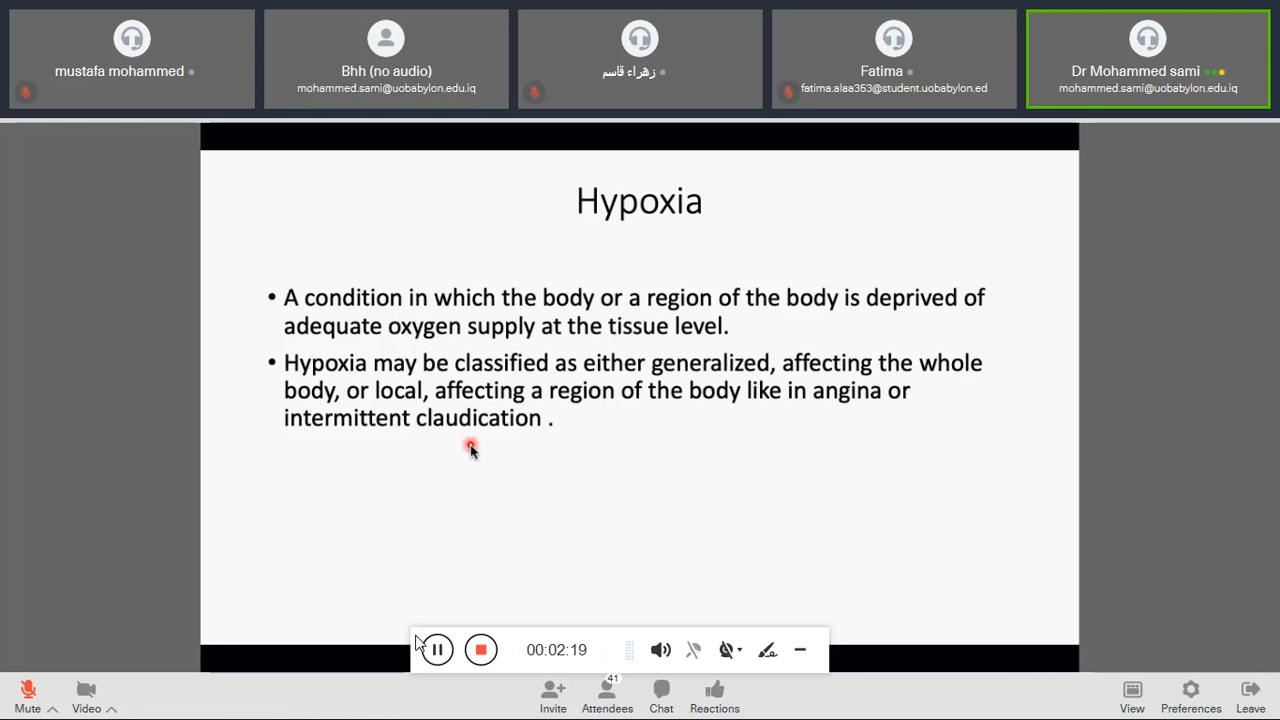 mustafa mohammed
Bhh (no audio)
mohammed.sami@uobabylon.edu.iq
زهراء قاسم
Fatima
fatima.alaa353@student.uobabylon.ed
Dr Mohammed sami
mohammed.sami@uobabylon.edu.iq
Hypoxia
• A condition in which the body or a region of the body is deprived of
adequate oxygen supply at the tissue level.
• Hypoxia may be classified as either generalized, affecting the whole
body, or local, affecting a region of the body like in angina or
intermittent claudication .
00:02:19
41
Mute
Video
Invite
Attendees
Chat
Reactions
View
Preferences
Leave